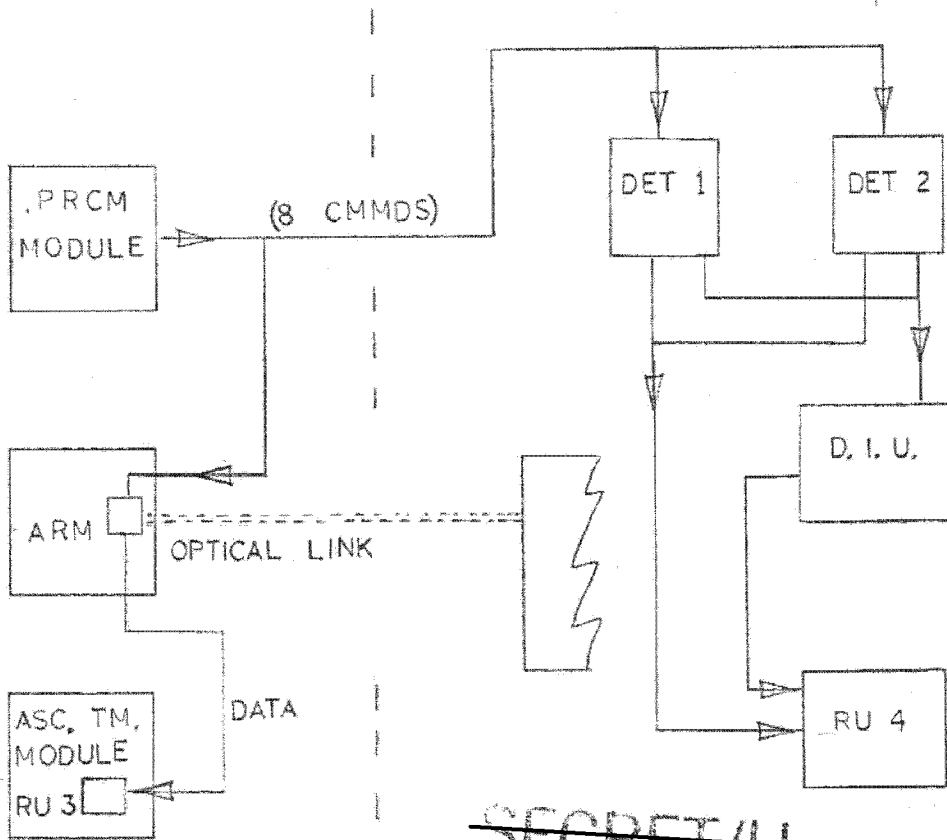 .PRCM
MODULE
(8 CMMDS)
DET 1
DET 2
D. I. U.
ARM
OPTICAL LINK
ASC, TM,
MODULE
RU 3
DATA
RU 4